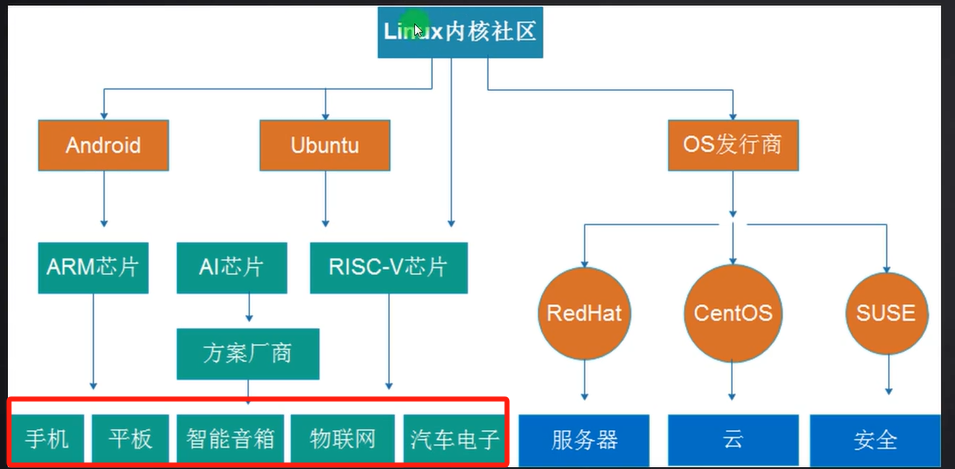 Linux内核社区
Android
Ubuntu
OS发行商
ARM芯片
AI芯片
RISC-V芯片
RedHat
CentOS
SUSE
方案厂商
手机
平板
智能音箱
物联网
汽车电子
服务器
云
安全